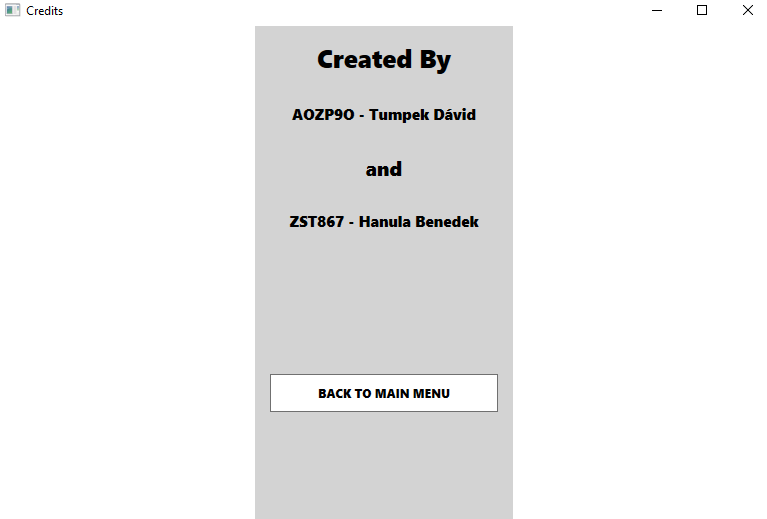 Credits
Created By
AOZP9O - Tumpek Dávid
and
ZST867 - Hanula Benedek
BACK TO MAIN MENU